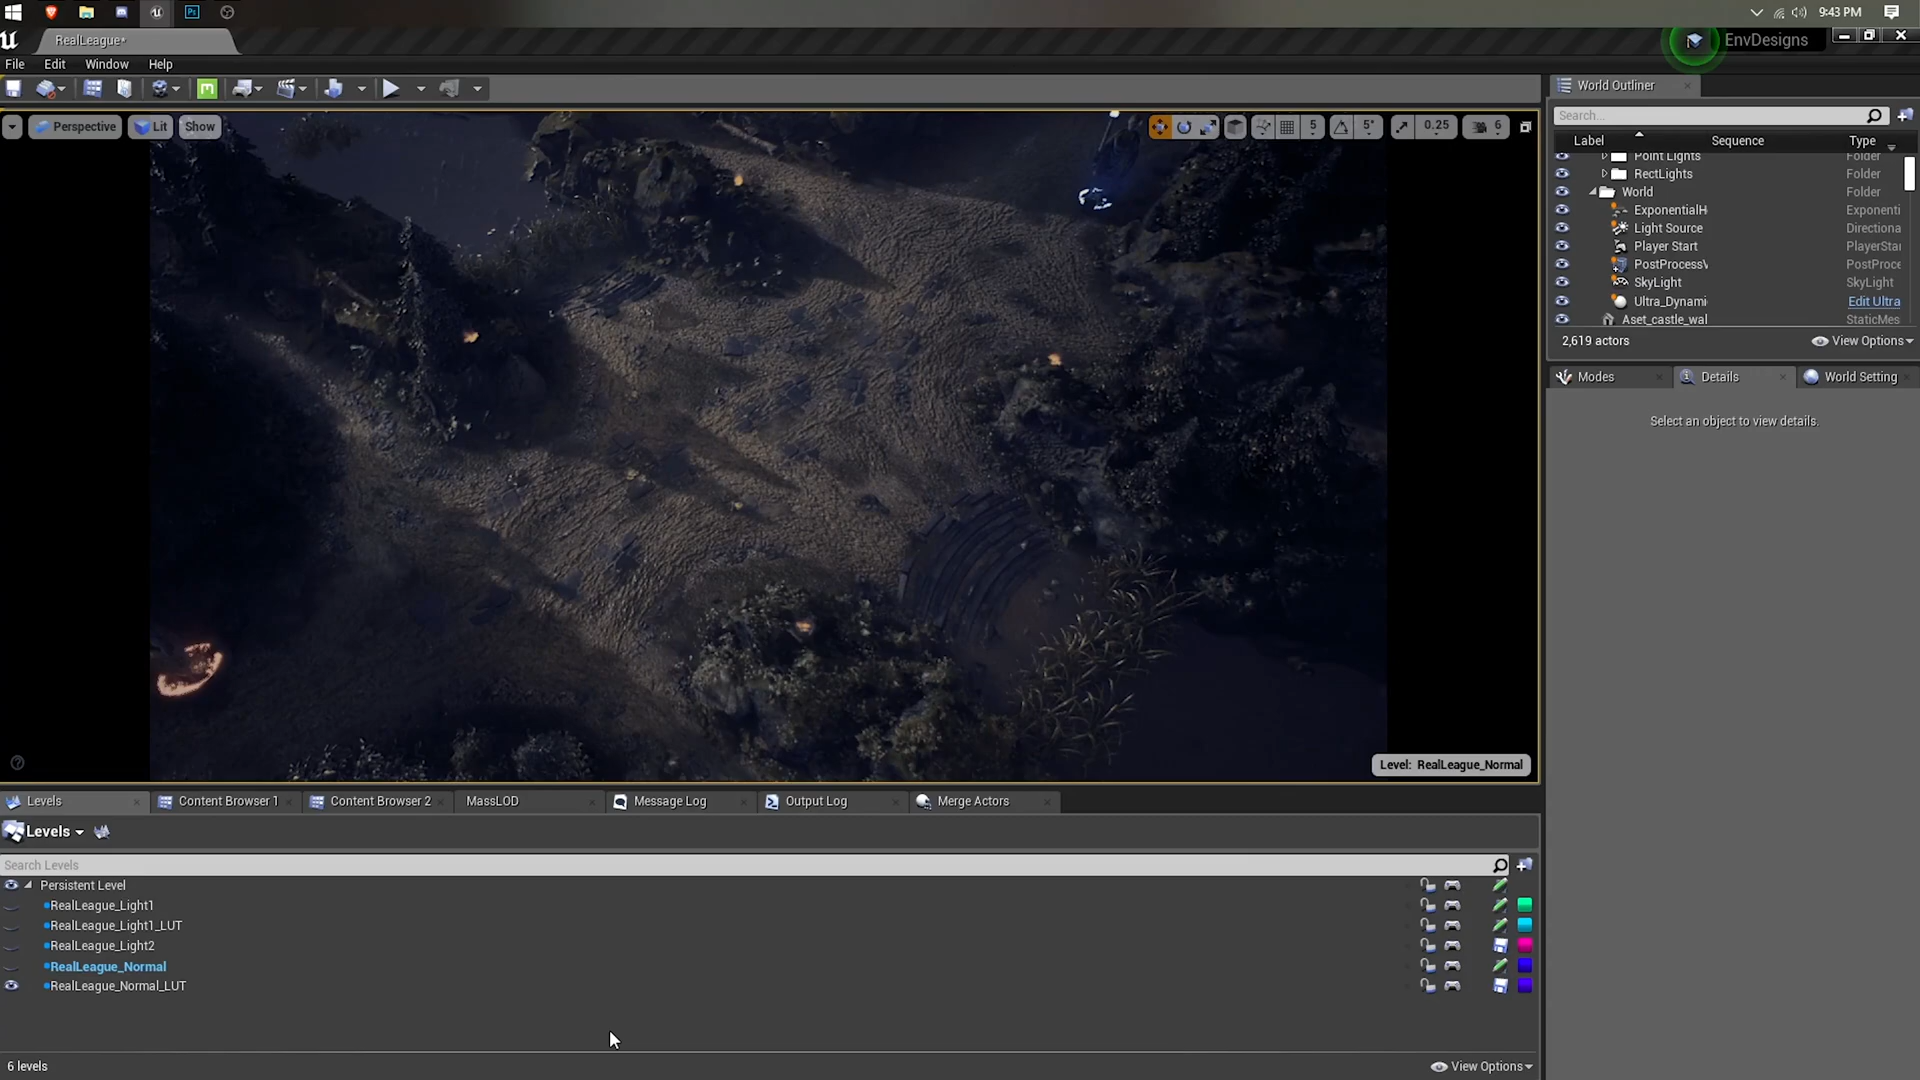 9:43 PM
RealLeague*
EnvDesigns
File Edit Window Help
World Outliner
Perspective Lit Show
5 5° 0.25 6
Search...
Label Sequence Type
Point Lights Folder
RectLights Folder
World Folder
ExponentialH Exponenti
Light Source Directiona
Player Start PlayerStar
PostProcessV PostProce
SkyLight SkyLight
Ultra_Dynami Edit Ultra
Aset_castle_wal StaticMes
2,619 actors View Options
Modes Details World Setting
Select an object to view details.
Level: RealLeague_Normal
Levels Content Browser 1 Content Browser 2 MassLOD Message Log Output Log Merge Actors
Levels
Search Levels
Persistent Level
RealLeague_Light1
RealLeague_Light1_LUT
RealLeague_Light2
RealLeague_Normal
RealLeague_Normal_LUT
6 levels View Options